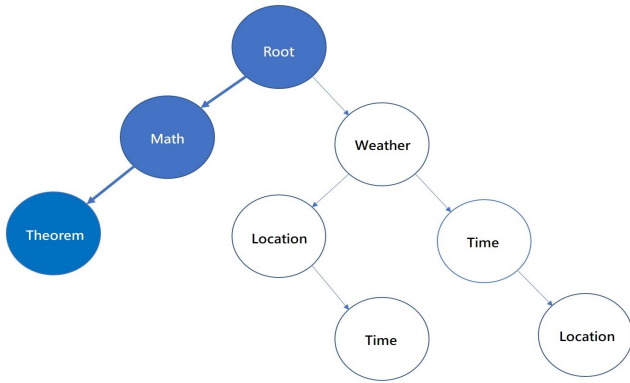 Root
Math
Weather
Theorem
Location
Time
Time
Location